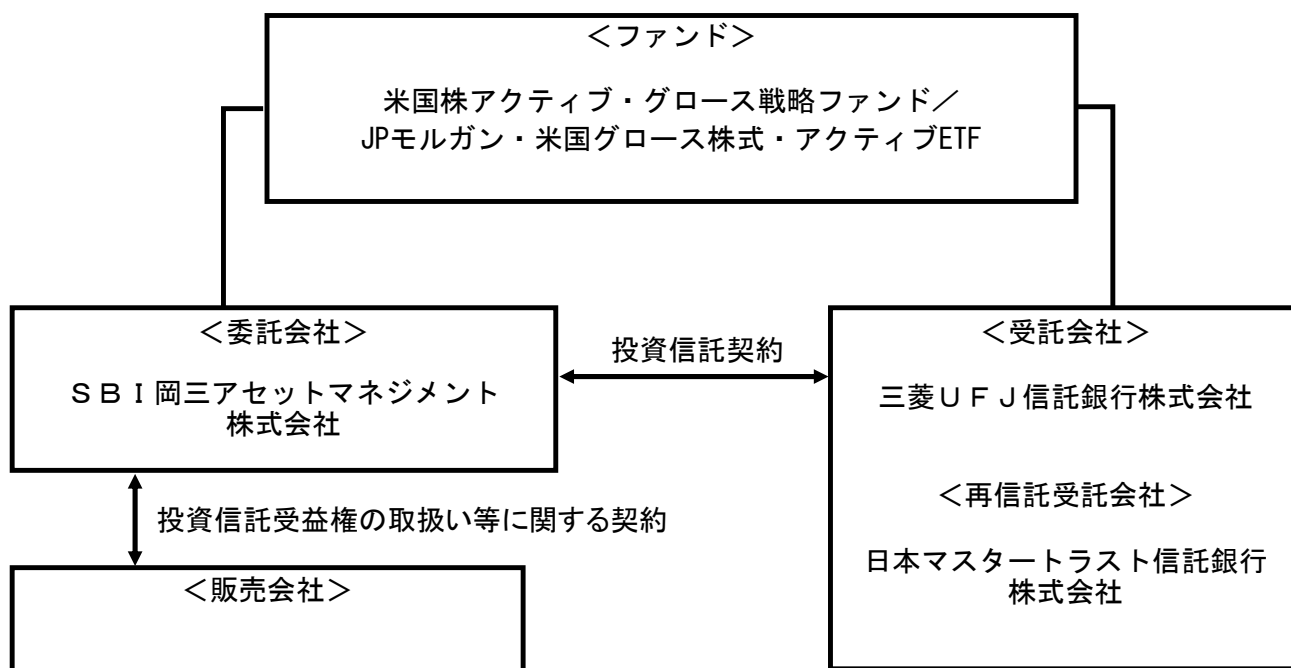 ＜ファンド＞
米国株アクティブ・グロース戦略ファンド／
JPモルガン・米国グロース株式・アクティブETF
＜委託会社＞
ＳＢＩ岡三アセットマネジメント
株式会社
投資信託契約
＜受託会社＞
三菱ＵＦＪ信託銀行株式会社
＜再信託受託会社＞
日本マスタートラスト信託銀行
株式会社
投資信託受益権の取扱い等に関する契約
＜販売会社＞